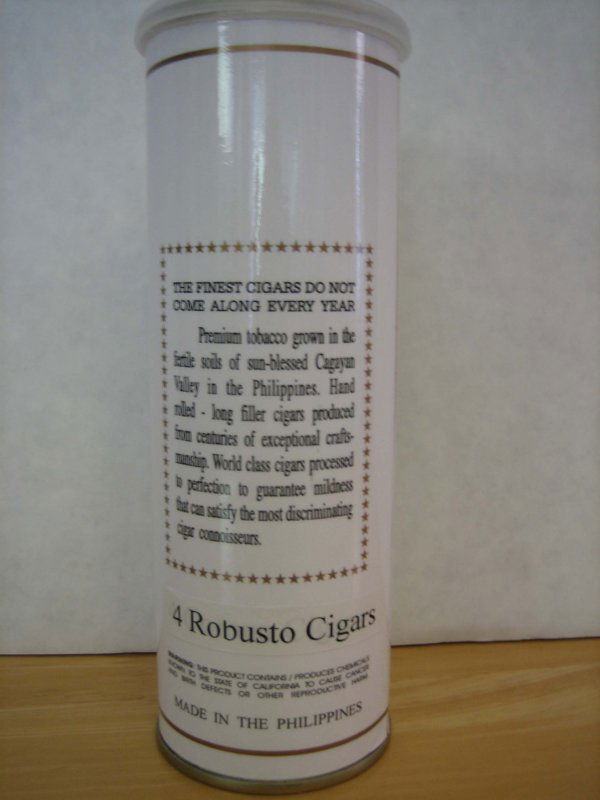 THE FINEST CIGARS DO NOT
COME ALONG EVERY YEAR
Premium tobacco grown in the
fertile soils of sun-blessed Cagayan
Valley in the Philippines. Hand
rolled - long filler cigars produced
from centuries of exceptional crafts-
manship. World class cigars processed
to perfection to guarantee mildness
that can satisfy the most discriminating
cigar connoisseurs.
4 Robusto Cigars
WARNING: THIS PRODUCT CONTAINS / PRODUCES CHEMICALS
KNOWN TO THE STATE OF CALIFORNIA TO CAUSE CANCER
AND BIRTH DEFECTS OR OTHER REPRODUCTIVE HARM
MADE IN THE PHILIPPINES